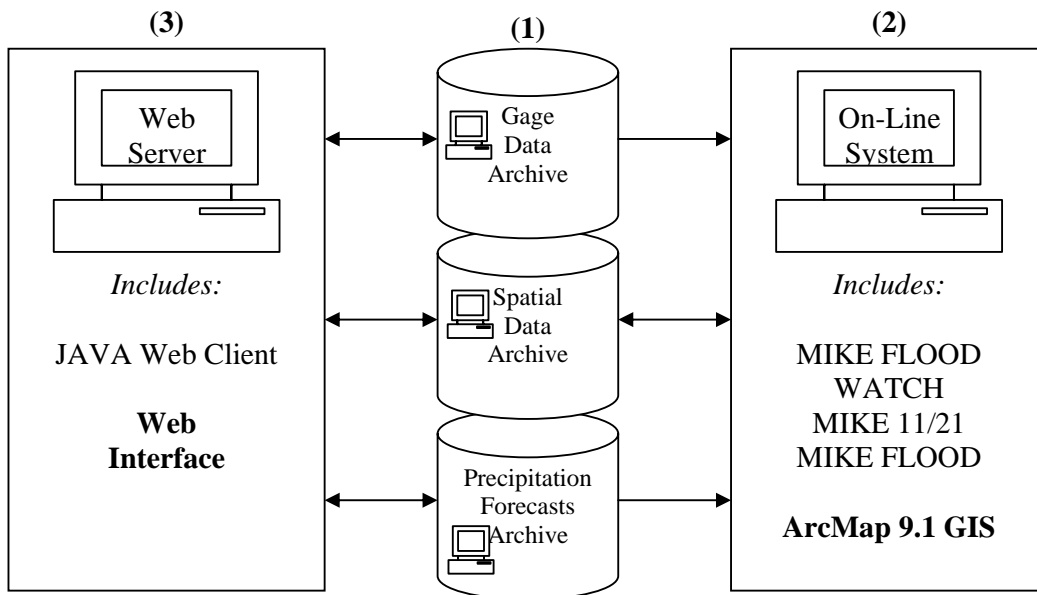 (3)
Web
Server
Includes:
JAVA Web Client
Web
Interface
(1)
Gage
Data
Archive
Spatial
Data
Archive
Precipitation
Forecasts
Archive
(2)
On-Line
System
Includes:
MIKE FLOOD
WATCH
MIKE 11/21
MIKE FLOOD
ArcMap 9.1 GIS